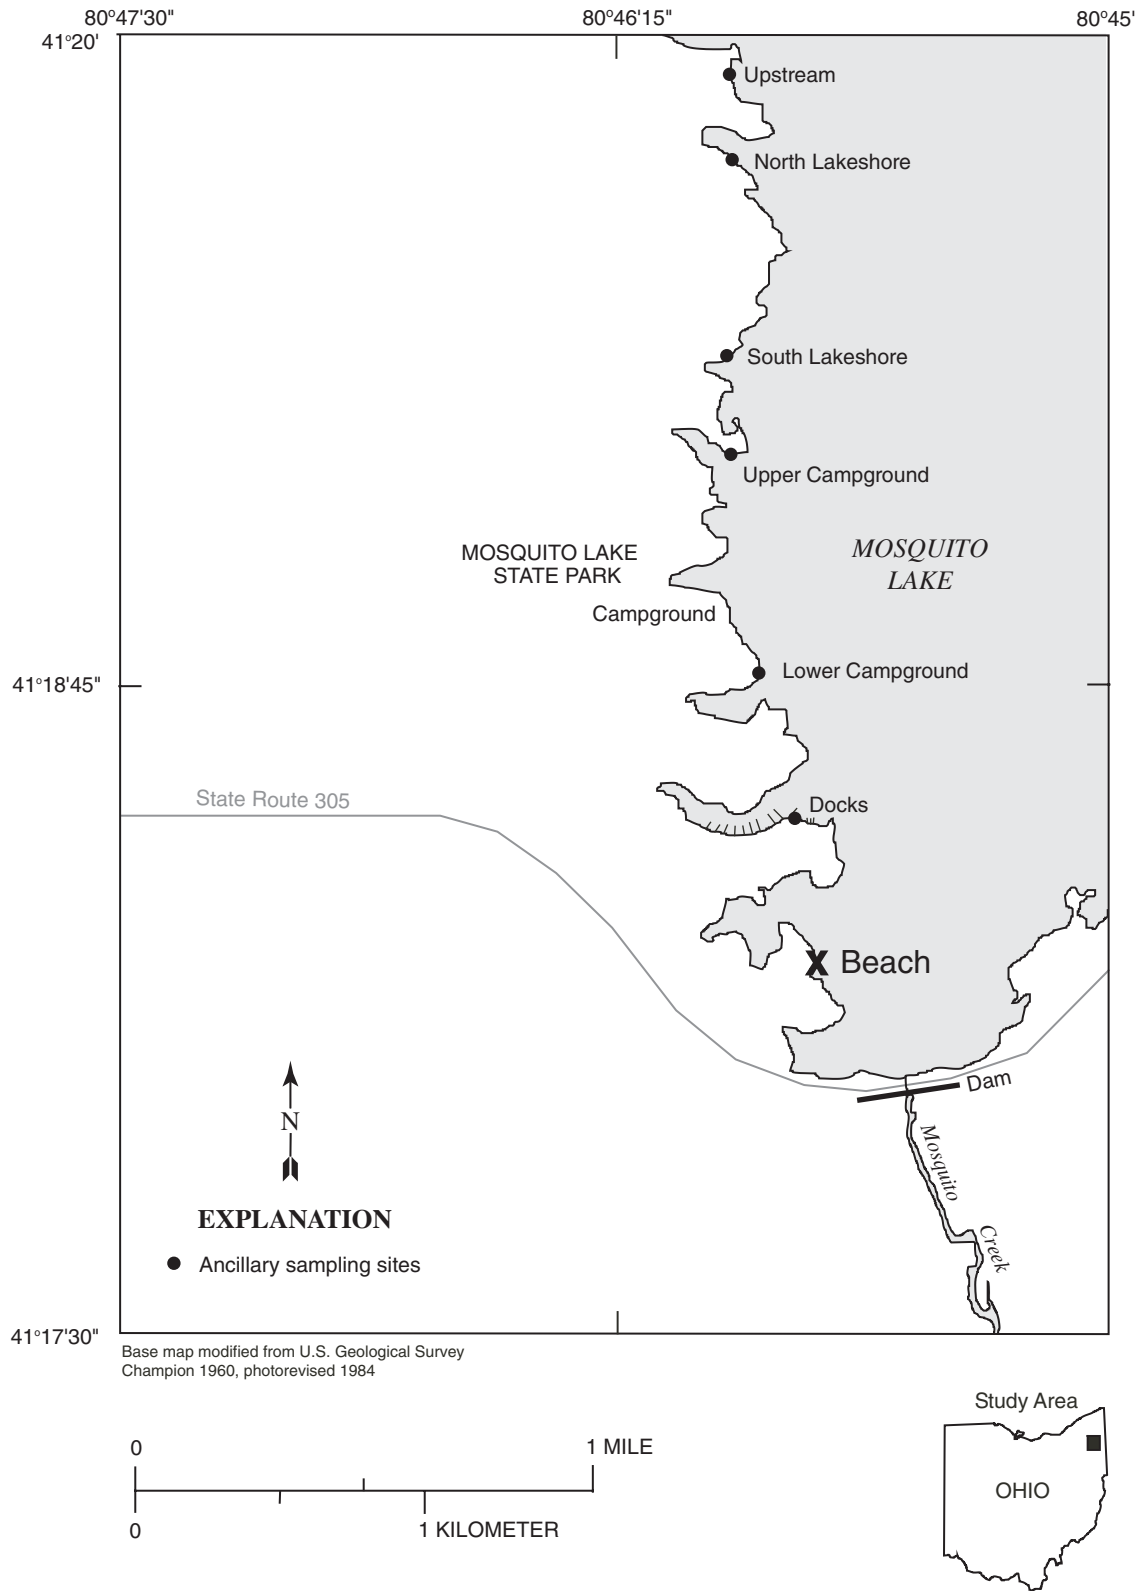 80°47'30"
80°46'15"
80°45'
41°20'
Upstream
North Lakeshore
South Lakeshore
Upper Campground
MOSQUITO LAKE
STATE PARK
MOSQUITO
LAKE
Campground
Lower Campground
41°18'45"
State Route 305
Docks
Beach
Dam
N
Mosquito
Creek
EXPLANATION
Ancillary sampling sites
41°17'30"
Base map modified from U.S. Geological Survey
Champion 1960, photorevised 1984
Study Area
0
1 MILE
OHIO
0
1 KILOMETER